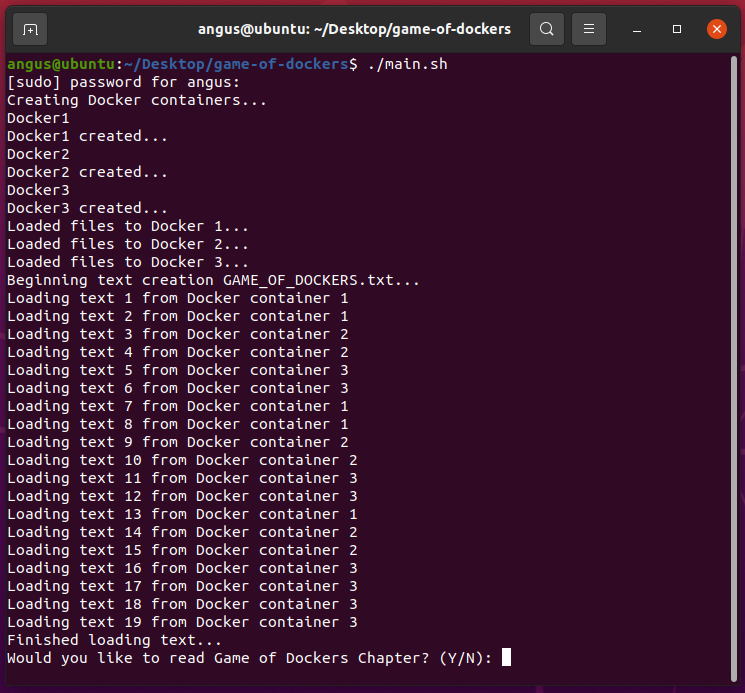 angus@ubuntu: ~/Desktop/game-of-dockers
angus@ubuntu:~/Desktop/game-of-dockers$ ./main.sh
[sudo] password for angus:
Creating Docker containers...
Docker1
Docker1 created...
Docker2
Docker2 created...
Docker3
Docker3 created...
Loaded files to Docker 1...
Loaded files to Docker 2...
Loaded files to Docker 3...
Beginning text creation GAME_OF_DOCKERS.txt...
Loading text 1 from Docker container 1
Loading text 2 from Docker container 1
Loading text 3 from Docker container 2
Loading text 4 from Docker container 2
Loading text 5 from Docker container 3
Loading text 6 from Docker container 3
Loading text 7 from Docker container 1
Loading text 8 from Docker container 1
Loading text 9 from Docker container 2
Loading text 10 from Docker container 2
Loading text 11 from Docker container 3
Loading text 12 from Docker container 3
Loading text 13 from Docker container 1
Loading text 14 from Docker container 2
Loading text 15 from Docker container 2
Loading text 16 from Docker container 3
Loading text 17 from Docker container 3
Loading text 18 from Docker container 3
Loading text 19 from Docker container 3
Finished loading text...
Would you like to read Game of Dockers Chapter? (Y/N):